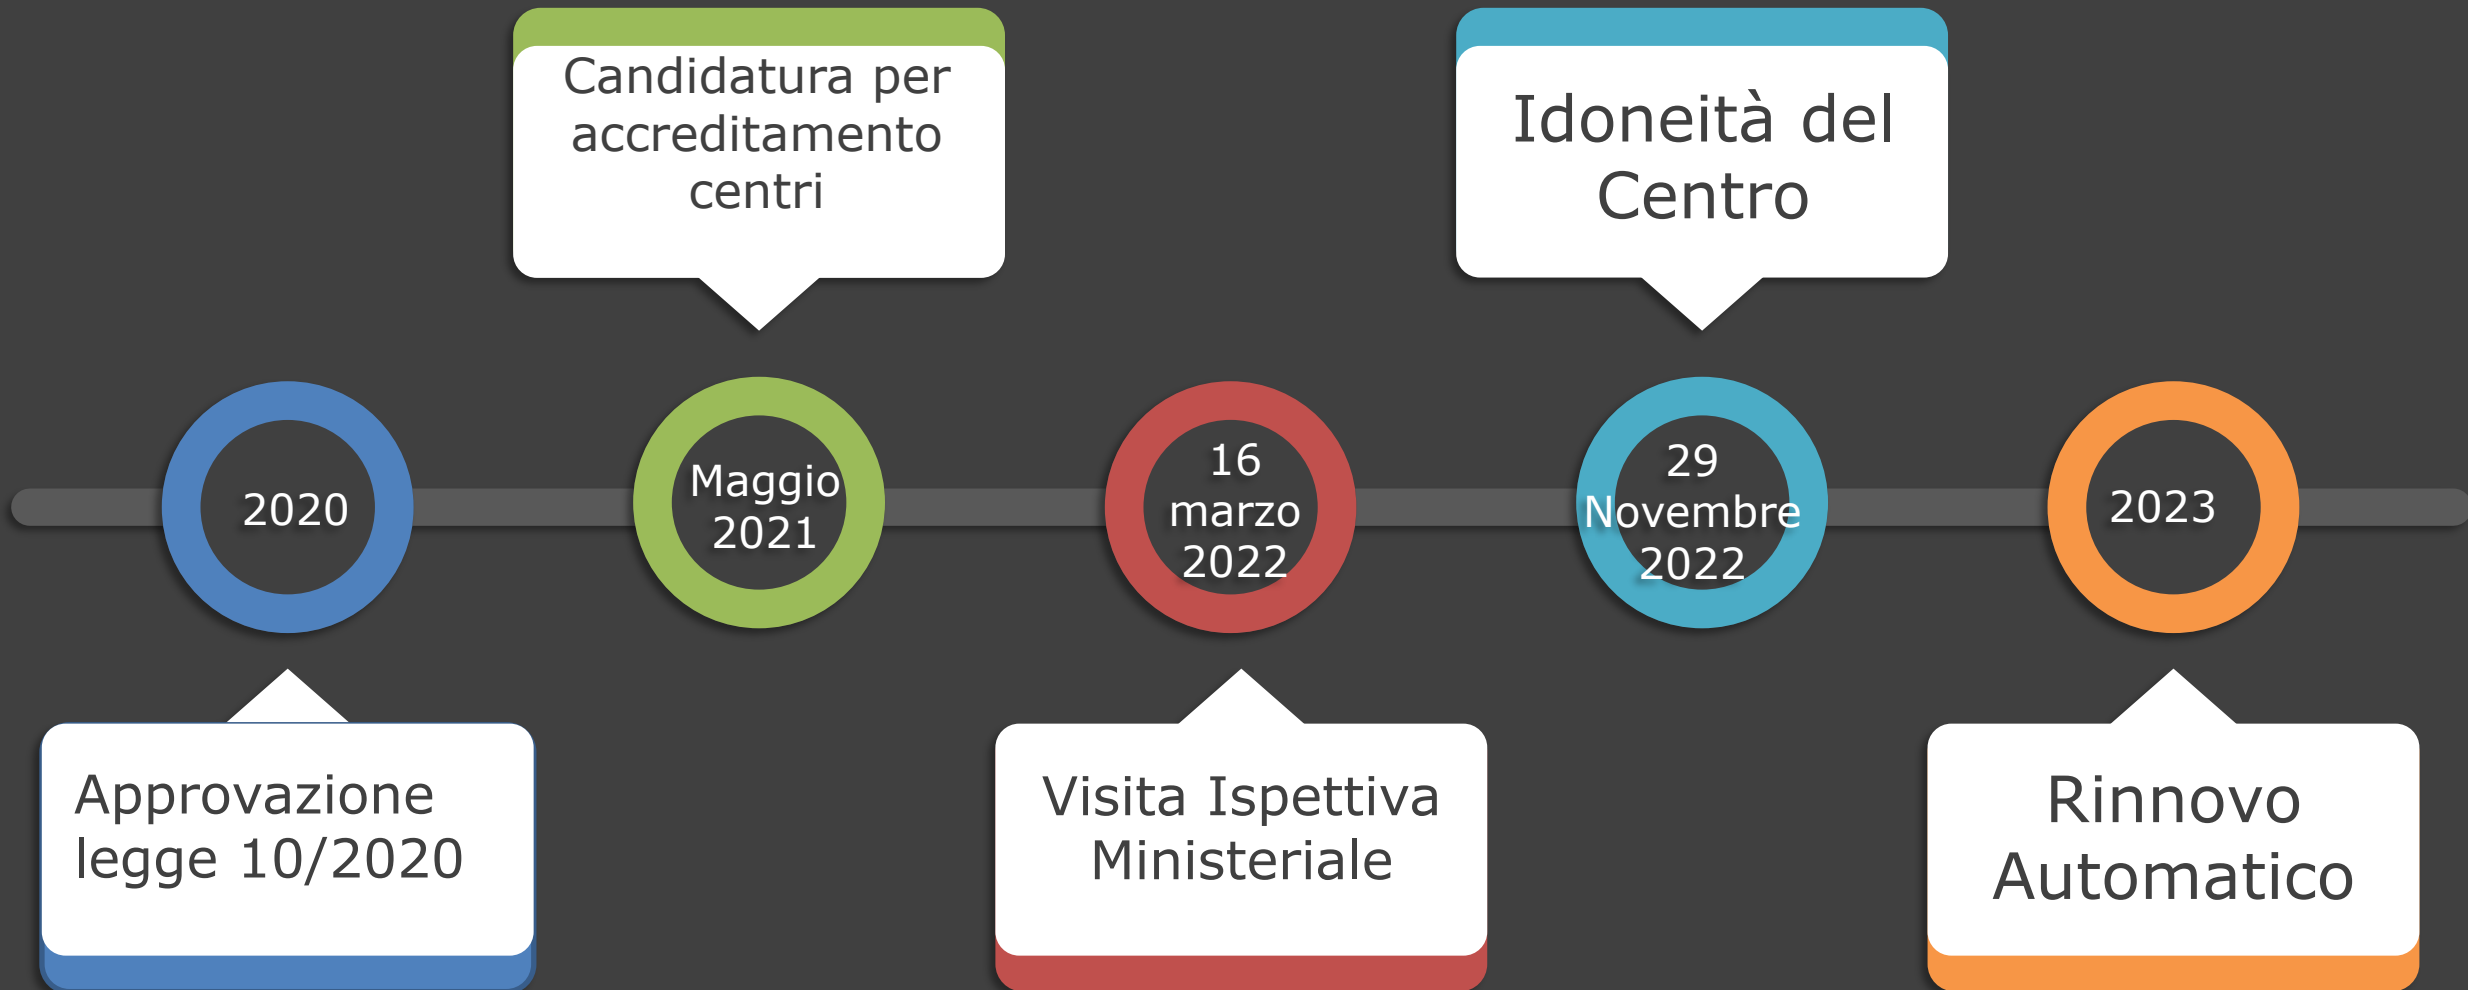 Candidatura per
accreditamento
centri
Idoneità del
Centro
2020
Maggio
2021
16
marzo
2022
29
Novembre
2022
2023
Approvazione
legge 10/2020
Visita Ispettiva
Ministeriale
Rinnovo
Automatico